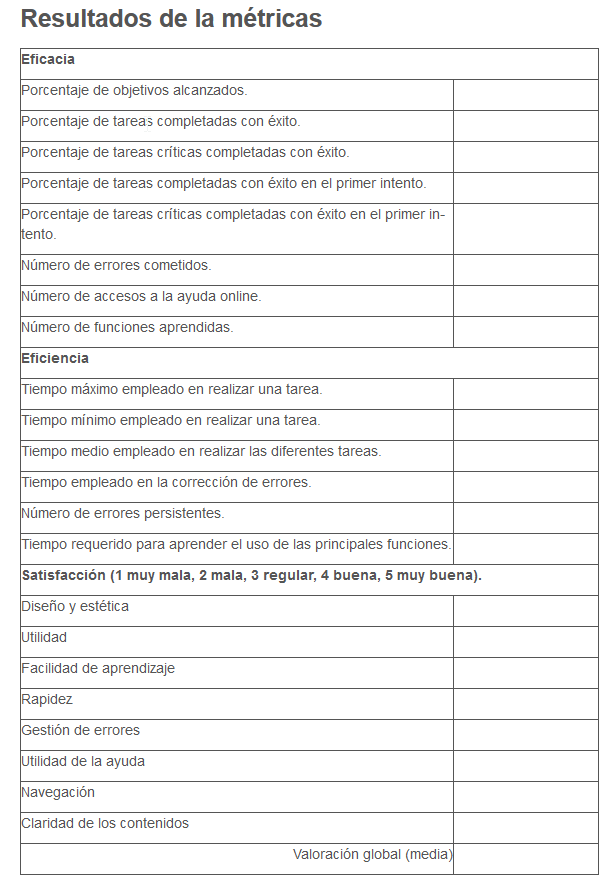 Resultados de la métricas
Eficacia
Porcentaje de objetivos alcanzados.
Porcentaje de tareas completadas con éxito.
Porcentaje de tareas críticas completadas con éxito.
Porcentaje de tareas completadas con éxito en el primer intento.
Porcentaje de tareas críticas completadas con éxito en el primer in-
tento.
Número de errores cometidos.
Número de accesos a la ayuda online.
Número de funciones aprendidas.
Eficiencia
Tiempo máximo empleado en realizar una tarea.
Tiempo mínimo empleado en realizar una tarea.
Tiempo medio empleado en realizar las diferentes tareas.
Tiempo empleado en la corrección de errores.
Número de errores persistentes.
Tiempo requerido para aprender el uso de las principales funciones.
Satisfacción (1 muy mala, 2 mala, 3 regular, 4 buena, 5 muy buena).
Diseño y estética
Utilidad
Facilidad de aprendizaje
Rapidez
Gestión de errores
Utilidad de la ayuda
Navegación
Claridad de los contenidos
Valoración global (media)